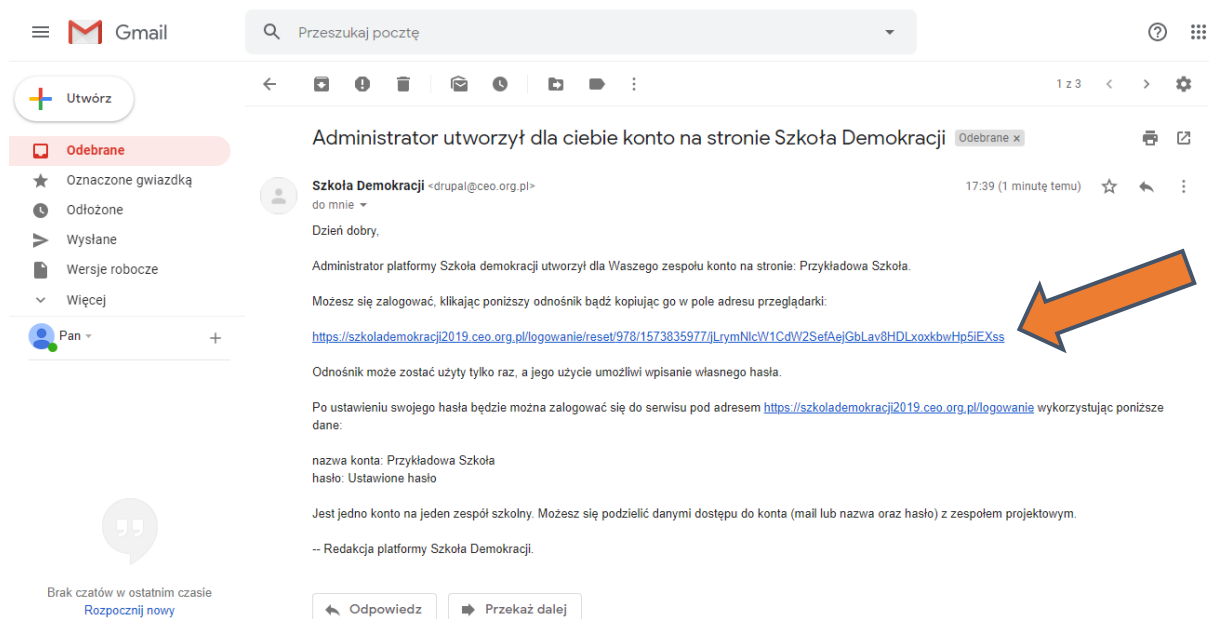 Gmail
Przeszukaj pocztę
Utwórz
1 z 3
Odebrane
Oznaczone gwiazdką
Odłożone
Wysłane
Wersje robocze
Więcej
Pan
Administrator utworzył dla ciebie konto na stronie Szkoła Demokracji Odebrane ×
Szkoła Demokracji <drupal@ceo.org.pl> 17:39 (1 minutę temu)
do mnie
Dzień dobry,
Administrator platformy Szkoła demokracji utworzył dla Waszego zespołu konto na stronie: Przykładowa Szkoła.
Możesz się zalogować, klikając poniższy odnośnik bądź kopiując go w pole adresu przeglądarki:
https://szkolademokracji2019.ceo.org.pl/logowanie/reset/978/1573835977/jLrymNlcW1CdW2SefAejGbLav8HDLxoxkbwHp5iEXss
Odnośnik może zostać użyty tylko raz, a jego użycie umożliwi wpisanie własnego hasła.
Po ustawieniu swojego hasła będzie można zalogować się do serwisu pod adresem https://szkolademokracji2019.ceo.org.pl/logowanie wykorzystując poniższe
dane:
nazwa konta: Przykładowa Szkoła
hasło: Ustawione hasło
Jest jedno konto na jeden zespół szkolny. Możesz się podzielić danymi dostępu do konta (mail lub nazwa oraz hasło) z zespołem projektowym.
-- Redakcja platformy Szkoła Demokracji.
Brak czatów w ostatnim czasie
Rozpocznij nowy
Odpowiedz
Przekaż dalej